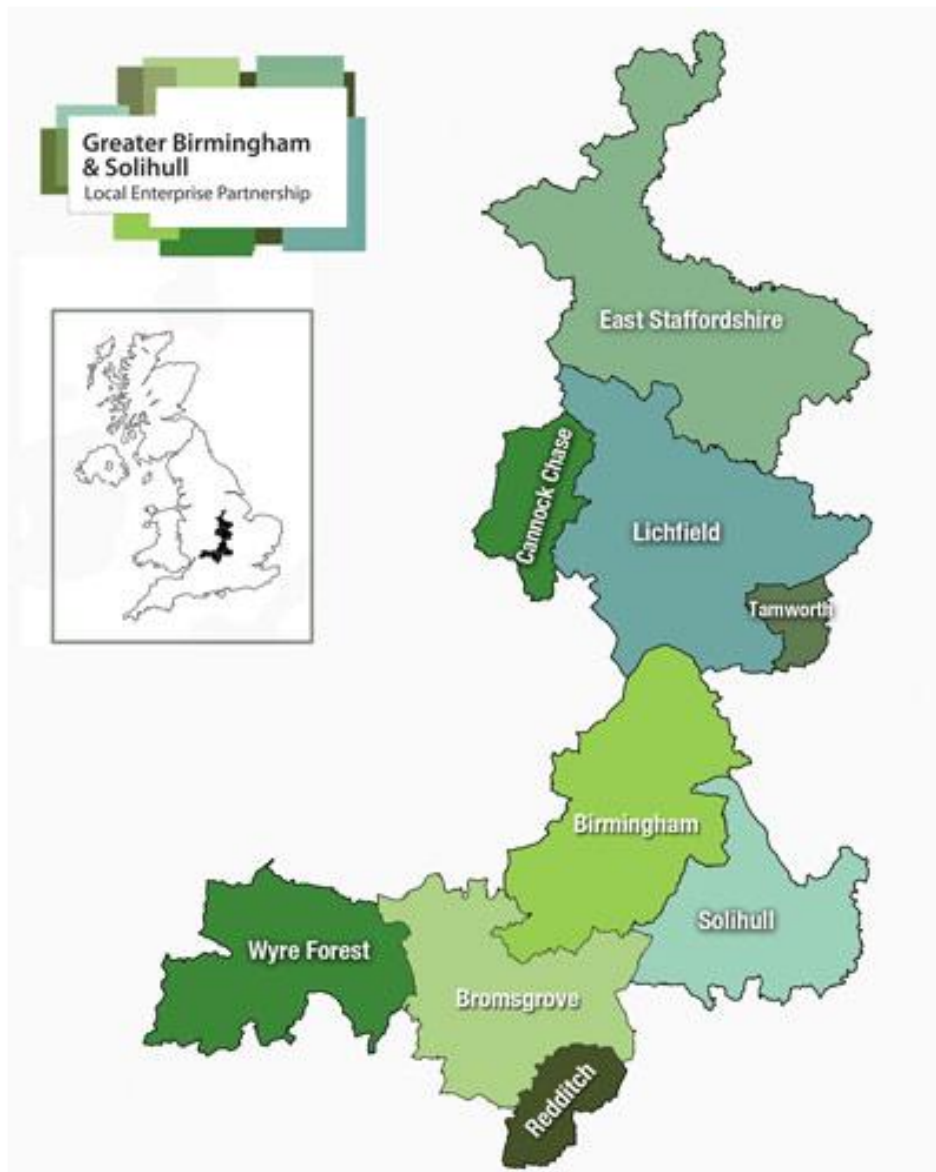 Greater Birmingham
& Solihull
Local Enterprise Partnership
East Staffordshire
Cannock Chase
Lichfield
Tamworth
Birmingham
Solihull
Wyre Forest
Bromsgrove
Redditch